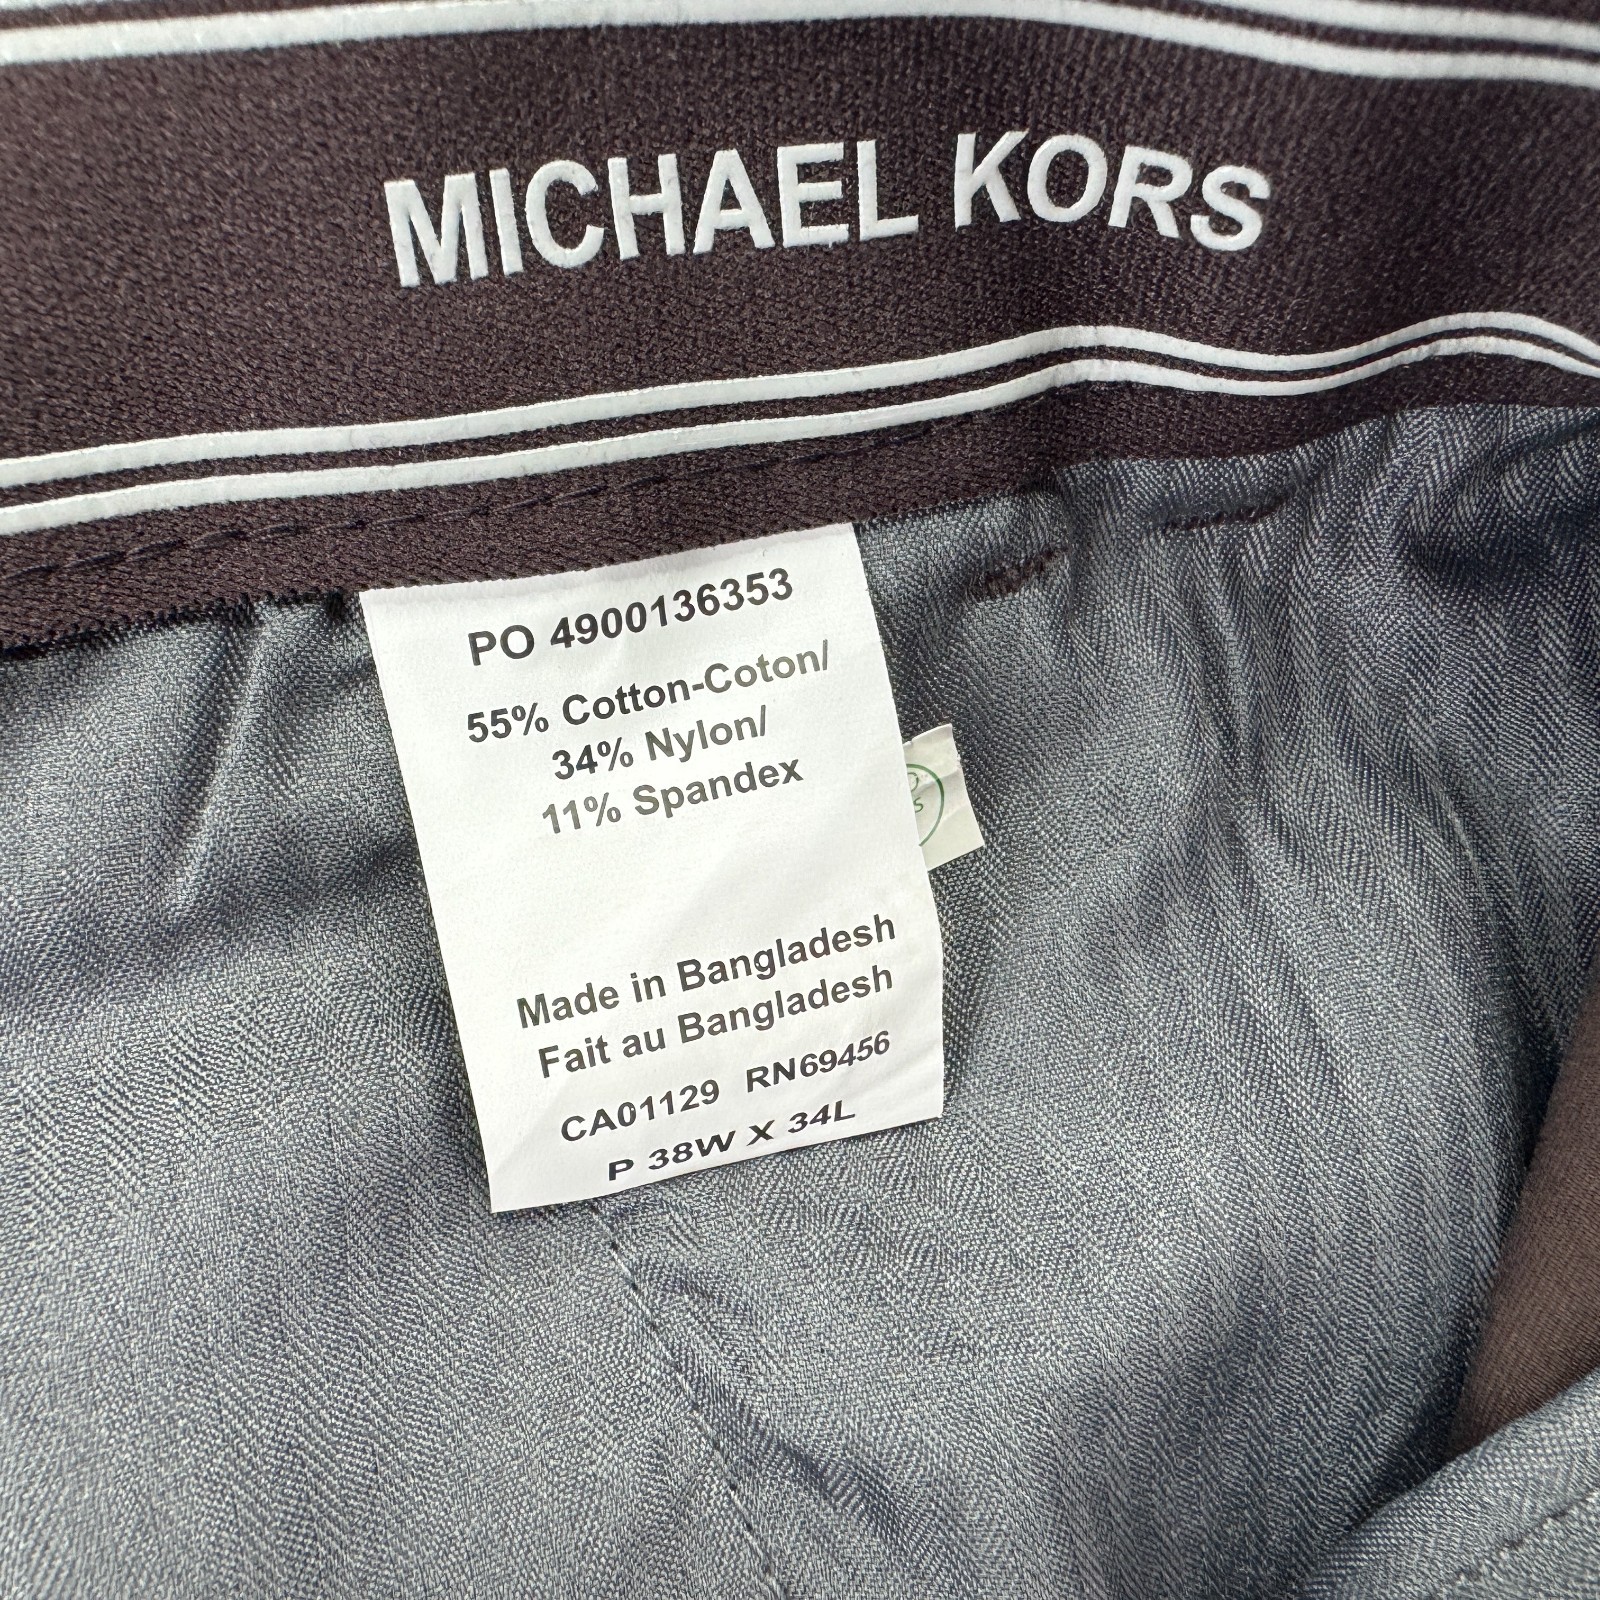 MICHAEL KORS
PO 4900136353
55% Cotton-Coton/
34% Nylon/
11% Spandex
Made in Bangladesh
Fait au Bangladesh
CA01129 RN69456
P 38W X 34L